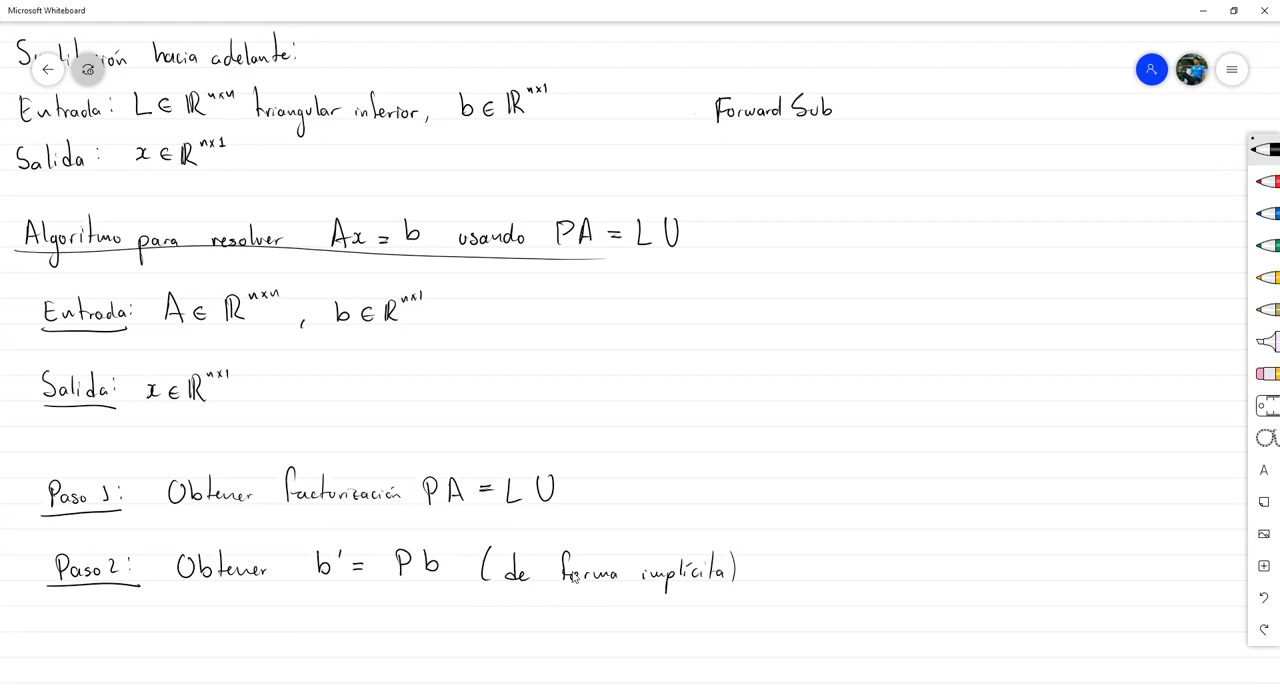 Microsoft Whiteboard
hacia adelante:
Entrada: L ∈ ℝⁿˣⁿ triangular inferior, b ∈ ℝⁿˣ¹
Forward Sub
Salida: x ∈ ℝⁿˣ¹
Algoritmo para resolver Ax = b usando PA = LU
Entrada: A ∈ ℝⁿˣⁿ, b ∈ ℝⁿˣ¹
Salida: x ∈ ℝⁿˣ¹
Paso 1: Obtener factorización PA = LU
Paso 2: Obtener b' = Pb (de forma implícita)
A